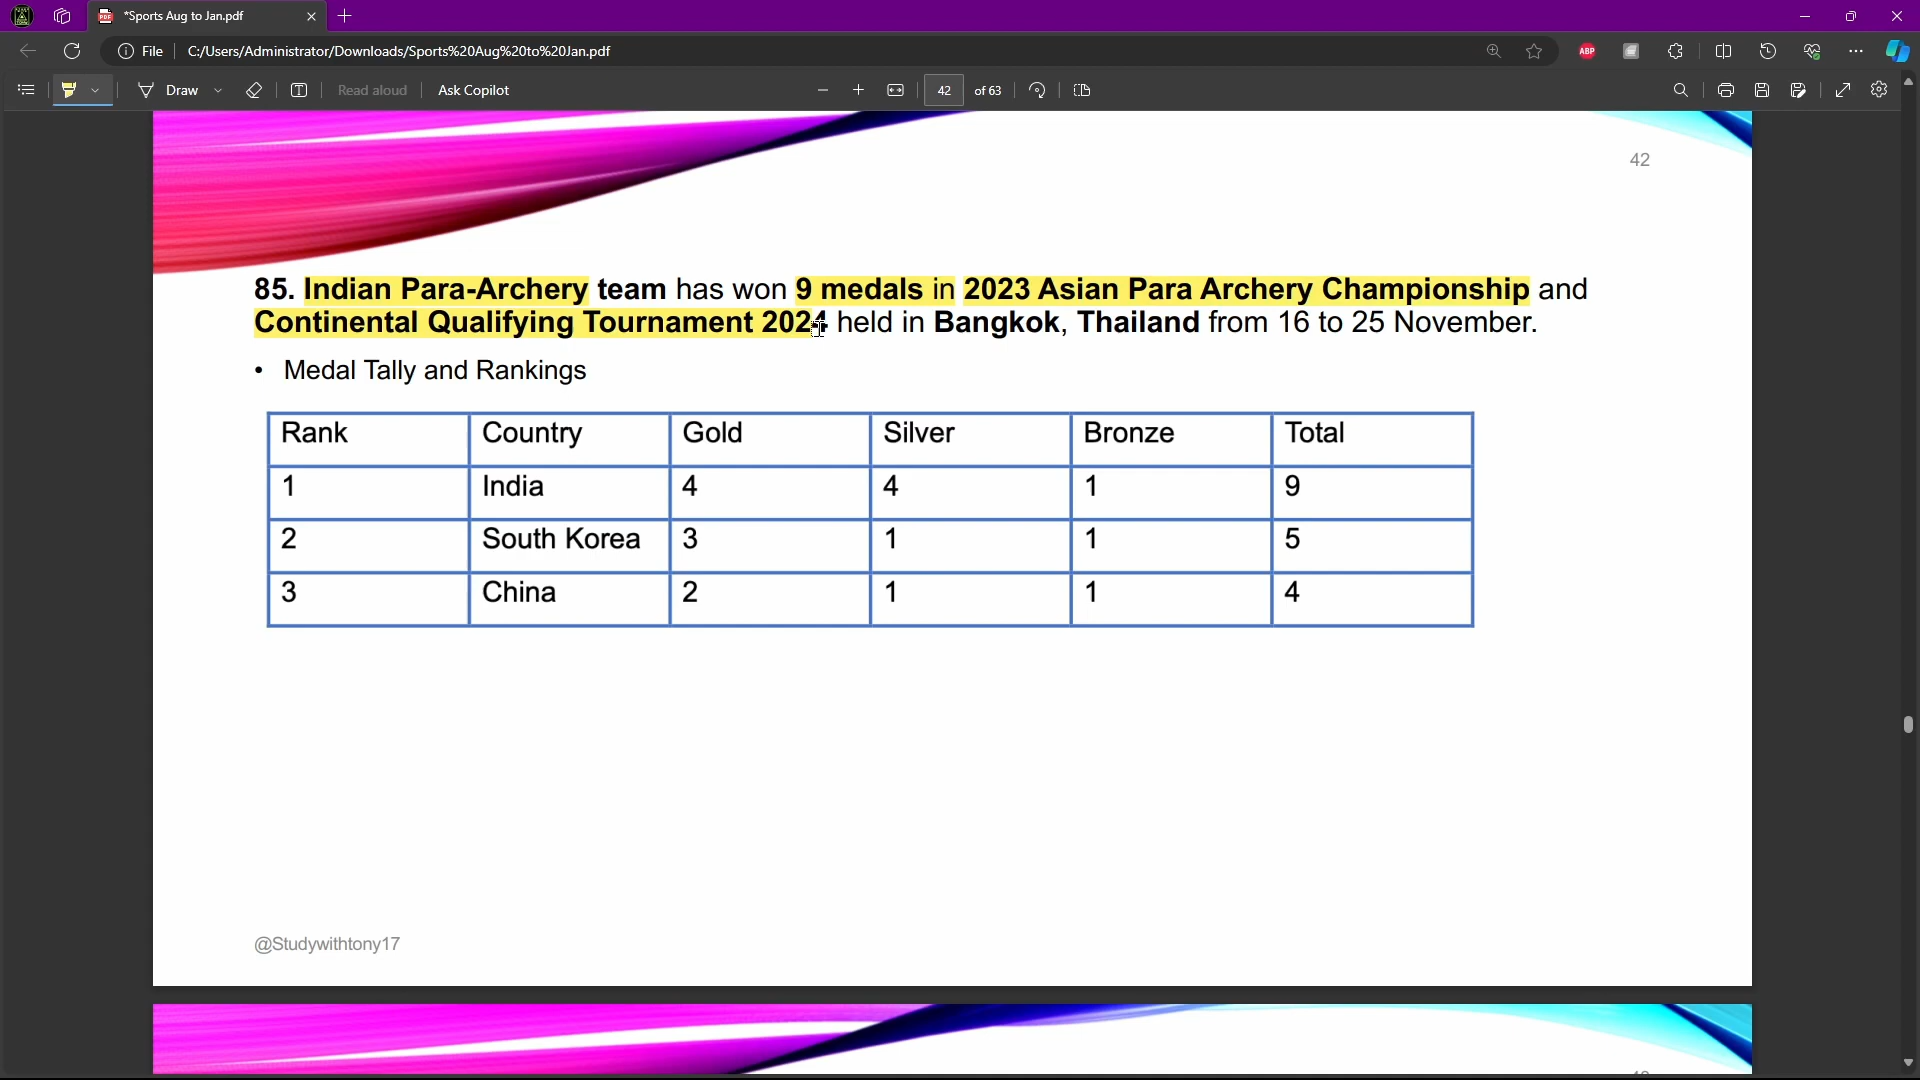 *Sports Aug to Jan.pdf
File C:/Users/Administrator/Downloads/Sports%20Aug%20to%20Jan.pdf
ABP
Draw Read aloud Ask Copilot 42 of 63
42
85. Indian Para-Archery team has won 9 medals in 2023 Asian Para Archery Championship and
Continental Qualifying Tournament 2024 held in Bangkok, Thailand from 16 to 25 November.
• Medal Tally and Rankings
Rank Country Gold Silver Bronze Total
1 India 4 4 1 9
2 South Korea 3 1 1 5
3 China 2 1 1 4
@Studywithtony17